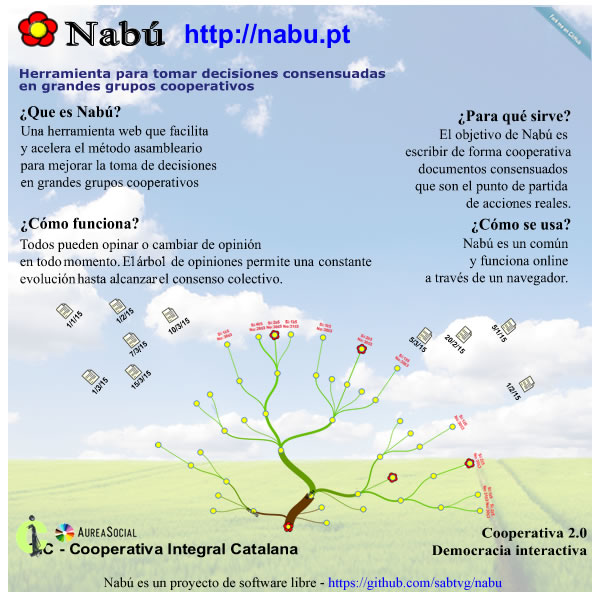 Nabú http://nabu.pt
Fork me on GitHub
Herramienta para tomar decisiones consensuadas
en grandes grupos cooperativos
¿Que es Nabú?
Una herramienta web que facilita
y acelera el método asambleario
para mejorar la toma de decisiones
en grandes grupos cooperativos
¿Para qué sirve?
El objetivo de Nabú es
escribir de forma cooperativa
documentos consensuados
que son el punto de partida
de acciones reales.
¿Cómo funciona?
Todos pueden opinar o cambiar de opinión
en todo momento. El árbol de opiniones permite una constante
evolución hasta alcanzar el consenso colectivo.
¿Cómo se usa?
Nabú es un común
y funciona online
a través de un navegador.
1/1/15
1/2/15
10/3/15
7/3/15
1/3/15
15/3/15
5/3/15
20/2/15
5/1/15
1/2/15
AUREASOCIAL
C - Cooperativa Integral Catalana
Cooperativa 2.0
Democracia interactiva
Nabú es un proyecto de software libre - https://github.com/sabtvg/nabu